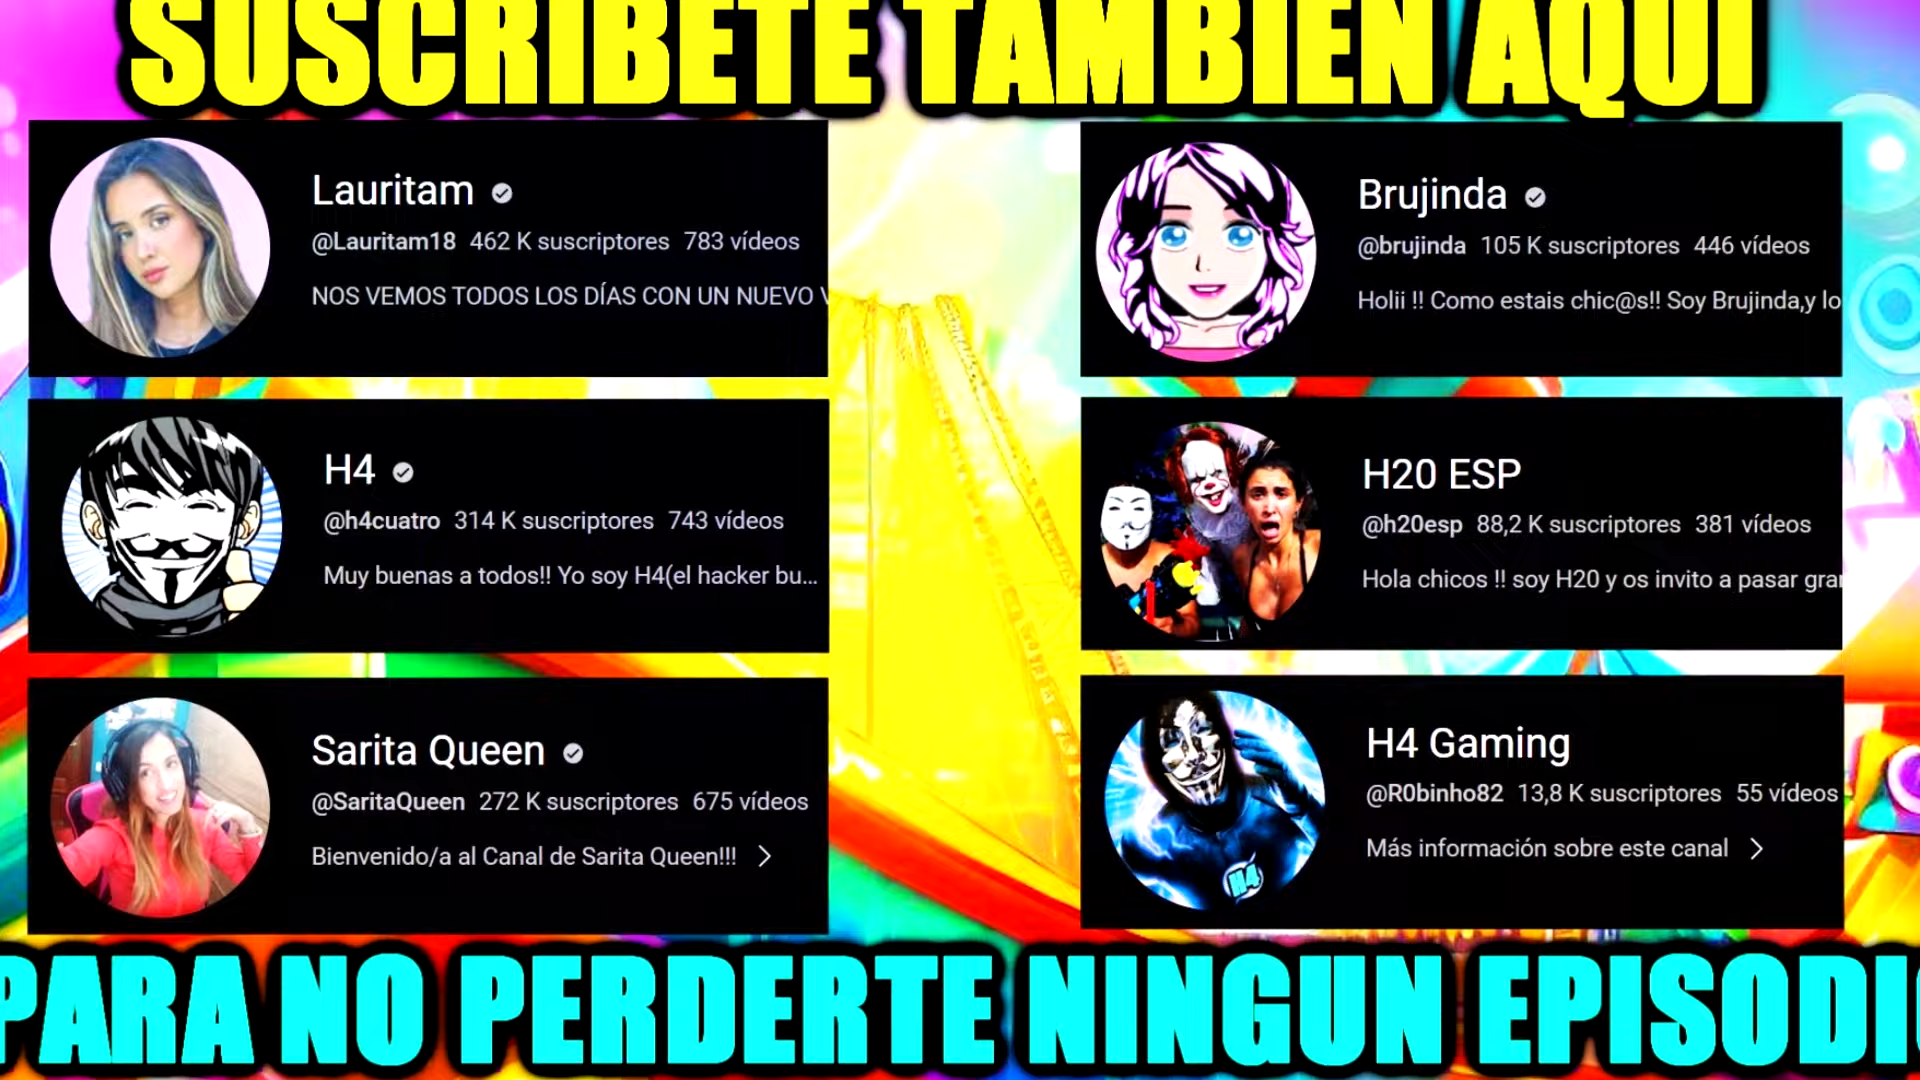 SUSCRIBETE TAMBIEN AQUI
Lauritam
@Lauritam18 462 K suscriptores 783 vídeos
NOS VEMOS TODOS LOS DÍAS CON UN NUEVO V
H4
@h4cuatro 314 K suscriptores 743 vídeos
Muy buenas a todos!! Yo soy H4(el hacker bu...
Sarita Queen
@SaritaQueen 272 K suscriptores 675 vídeos
Bienvenido/a al Canal de Sarita Queen!!!
Brujinda
@brujinda 105 K suscriptores 446 vídeos
Holii !! Como estais chic@s!! Soy Brujinda,y lo
H20 ESP
@h20esp 88,2 K suscriptores 381 vídeos
Hola chicos !! soy H20 y os invito a pasar gra
H4 Gaming
@R0binho82 13,8 K suscriptores 55 vídeos
Más información sobre este canal
H4
PARA NO PERDERTE NINGUN EPISODIO